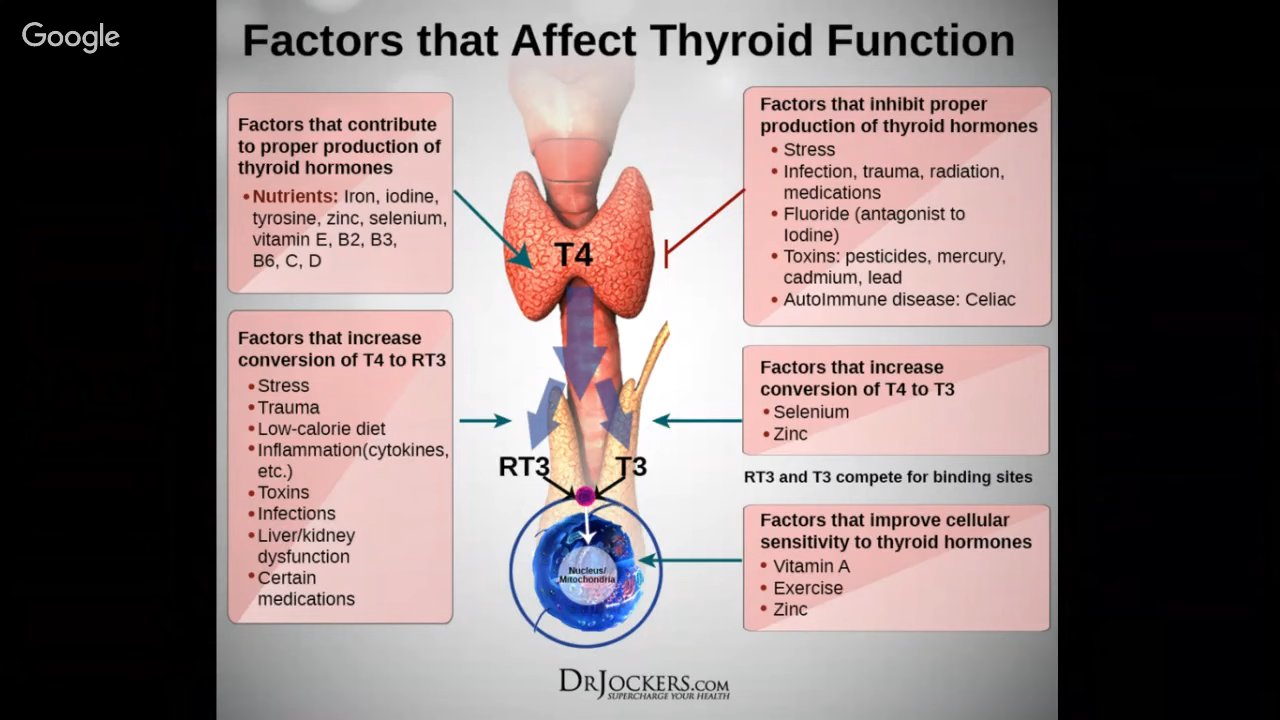 Google
Factors that Affect Thyroid Function
Factors that contribute
to proper production of
thyroid hormones
• Nutrients: Iron, iodine,
tyrosine, zinc, selenium,
vitamin E, B2, B3,
B6, C, D
Factors that increase
conversion of T4 to RT3
• Stress
• Trauma
• Low-calorie diet
• Inflammation(cytokines,
etc.)
• Toxins
• Infections
• Liver/kidney
dysfunction
• Certain
medications
T4
RT3
T3
Nucleus/
Mitochondria
Factors that inhibit proper
production of thyroid hormones
• Stress
• Infection, trauma, radiation,
medications
• Fluoride (antagonist to
Iodine)
• Toxins: pesticides, mercury,
cadmium, lead
• AutoImmune disease: Celiac
Factors that increase
conversion of T4 to T3
• Selenium
• Zinc
RT3 and T3 compete for binding sites
Factors that improve cellular
sensitivity to thyroid hormones
• Vitamin A
• Exercise
• Zinc
DRJOCKERS.COM
SUPERCHARGE YOUR HEALTH